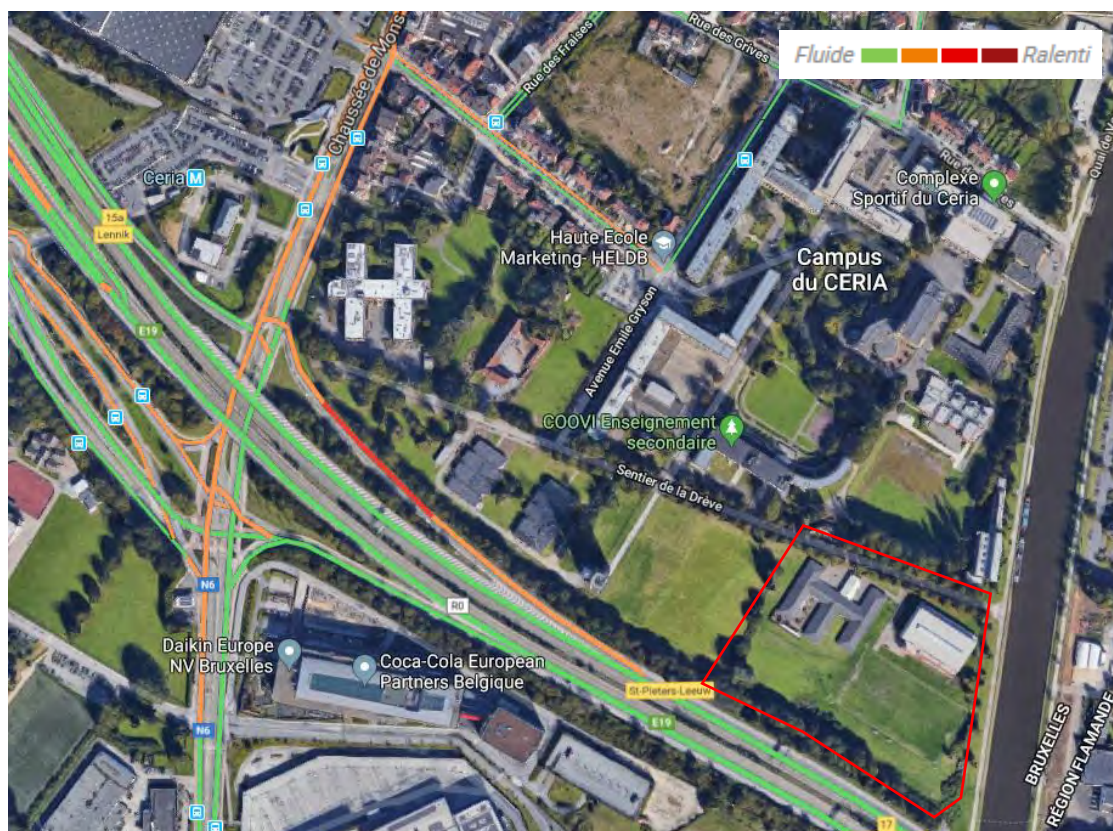 Fluide
Ralenti
Chaussée de Mons
Rue des Fraises
Rue des Grives
Ceria M
15a
Lennik
Complexe
Sportif du Ceria
Haute Ecole
Marketing- HELDB
Campus
du CERIA
E19
Avenue Emile Gryson
COOVI Enseignement
secondaire
Sentier de la Drève
N6
R0
Daikin Europe
NV Bruxelles
Coca-Cola European
Partners Belgique
St-Pieters-Leeuw
E19
N6
17
BRUXELLES
RÉGION FLAMANDE